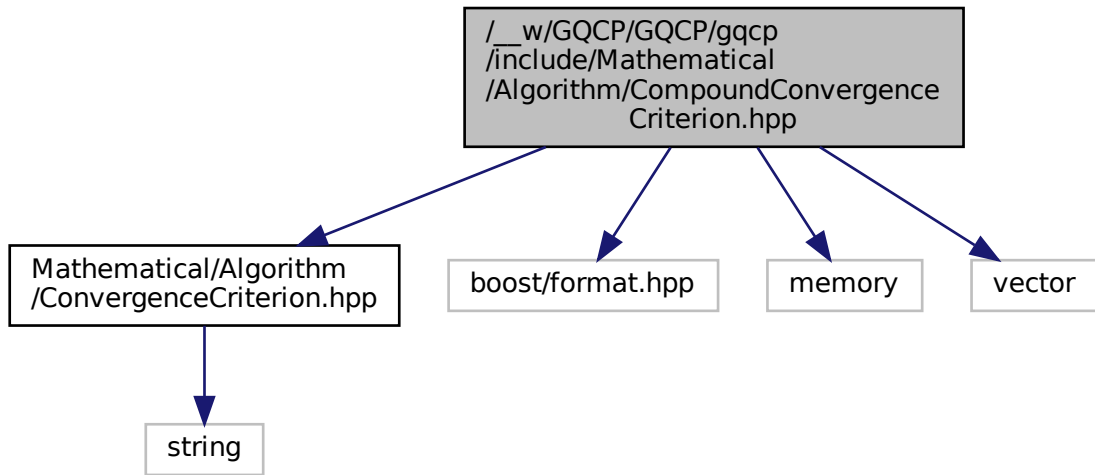 /__w/GQCP/GQCP/gqcp
/include/Mathematical
/Algorithm/CompoundConvergence
Criterion.hpp
Mathematical/Algorithm
/ConvergenceCriterion.hpp
boost/format.hpp
memory
vector
string